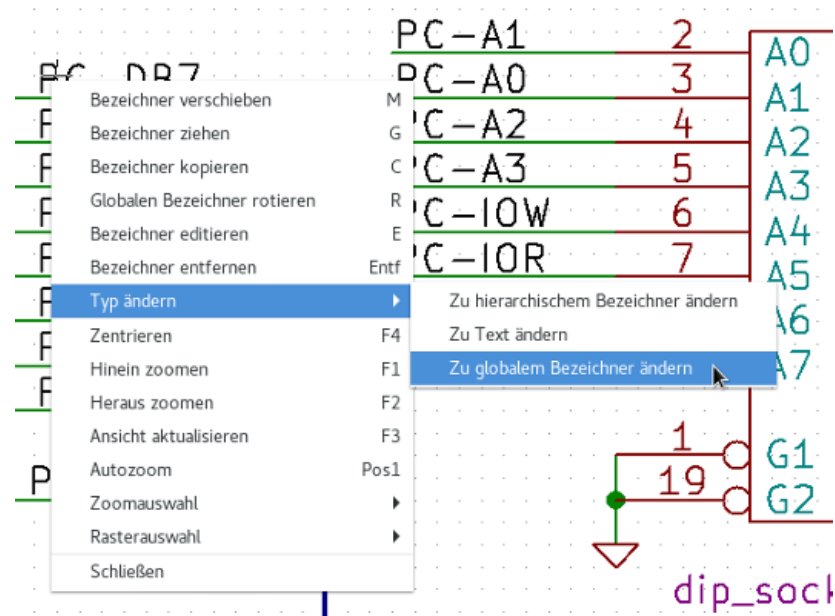 PC-A1 2 A0
PC-DB7 PC-A0 3 A1
PC-A2 4 A2
PC-A3 5 A3
PC-IOW 6 A4
PC-IOR 7 A5
A6
A7
Bezeichner verschieben M
Bezeichner ziehen G
Bezeichner kopieren C
Globalen Bezeichner rotieren R
Bezeichner editieren E
Bezeichner entfernen Entf
Typ ändern
Zentrieren F4
Hinein zoomen F1
Heraus zoomen F2
Ansicht aktualisieren F3
Autozoom Pos1
Zoomauswahl
Rasterauswahl
Schließen
Zu hierarchischem Bezeichner ändern
Zu Text ändern
Zu globalem Bezeichner ändern
1 G1
19 G2
dip_sock